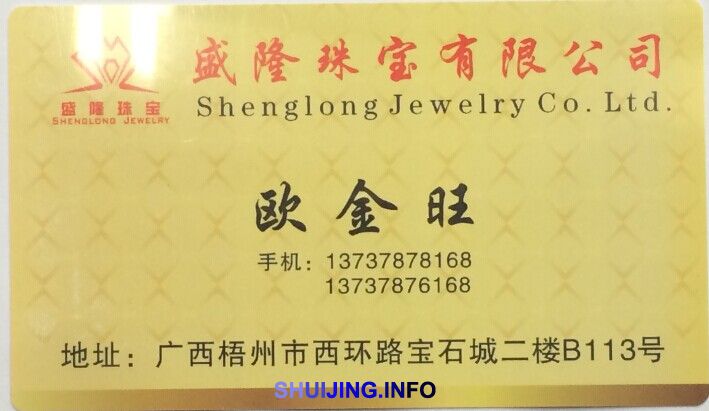 盛隆珠宝有限公司
盛隆珠宝
SHENGLONG JEWELRY
Shenglong Jewelry Co. Ltd.
欧金旺
手机：13737878168
13737876168
地址：广西梧州市西环路宝石城二楼B113号
SHUIJING.INFO